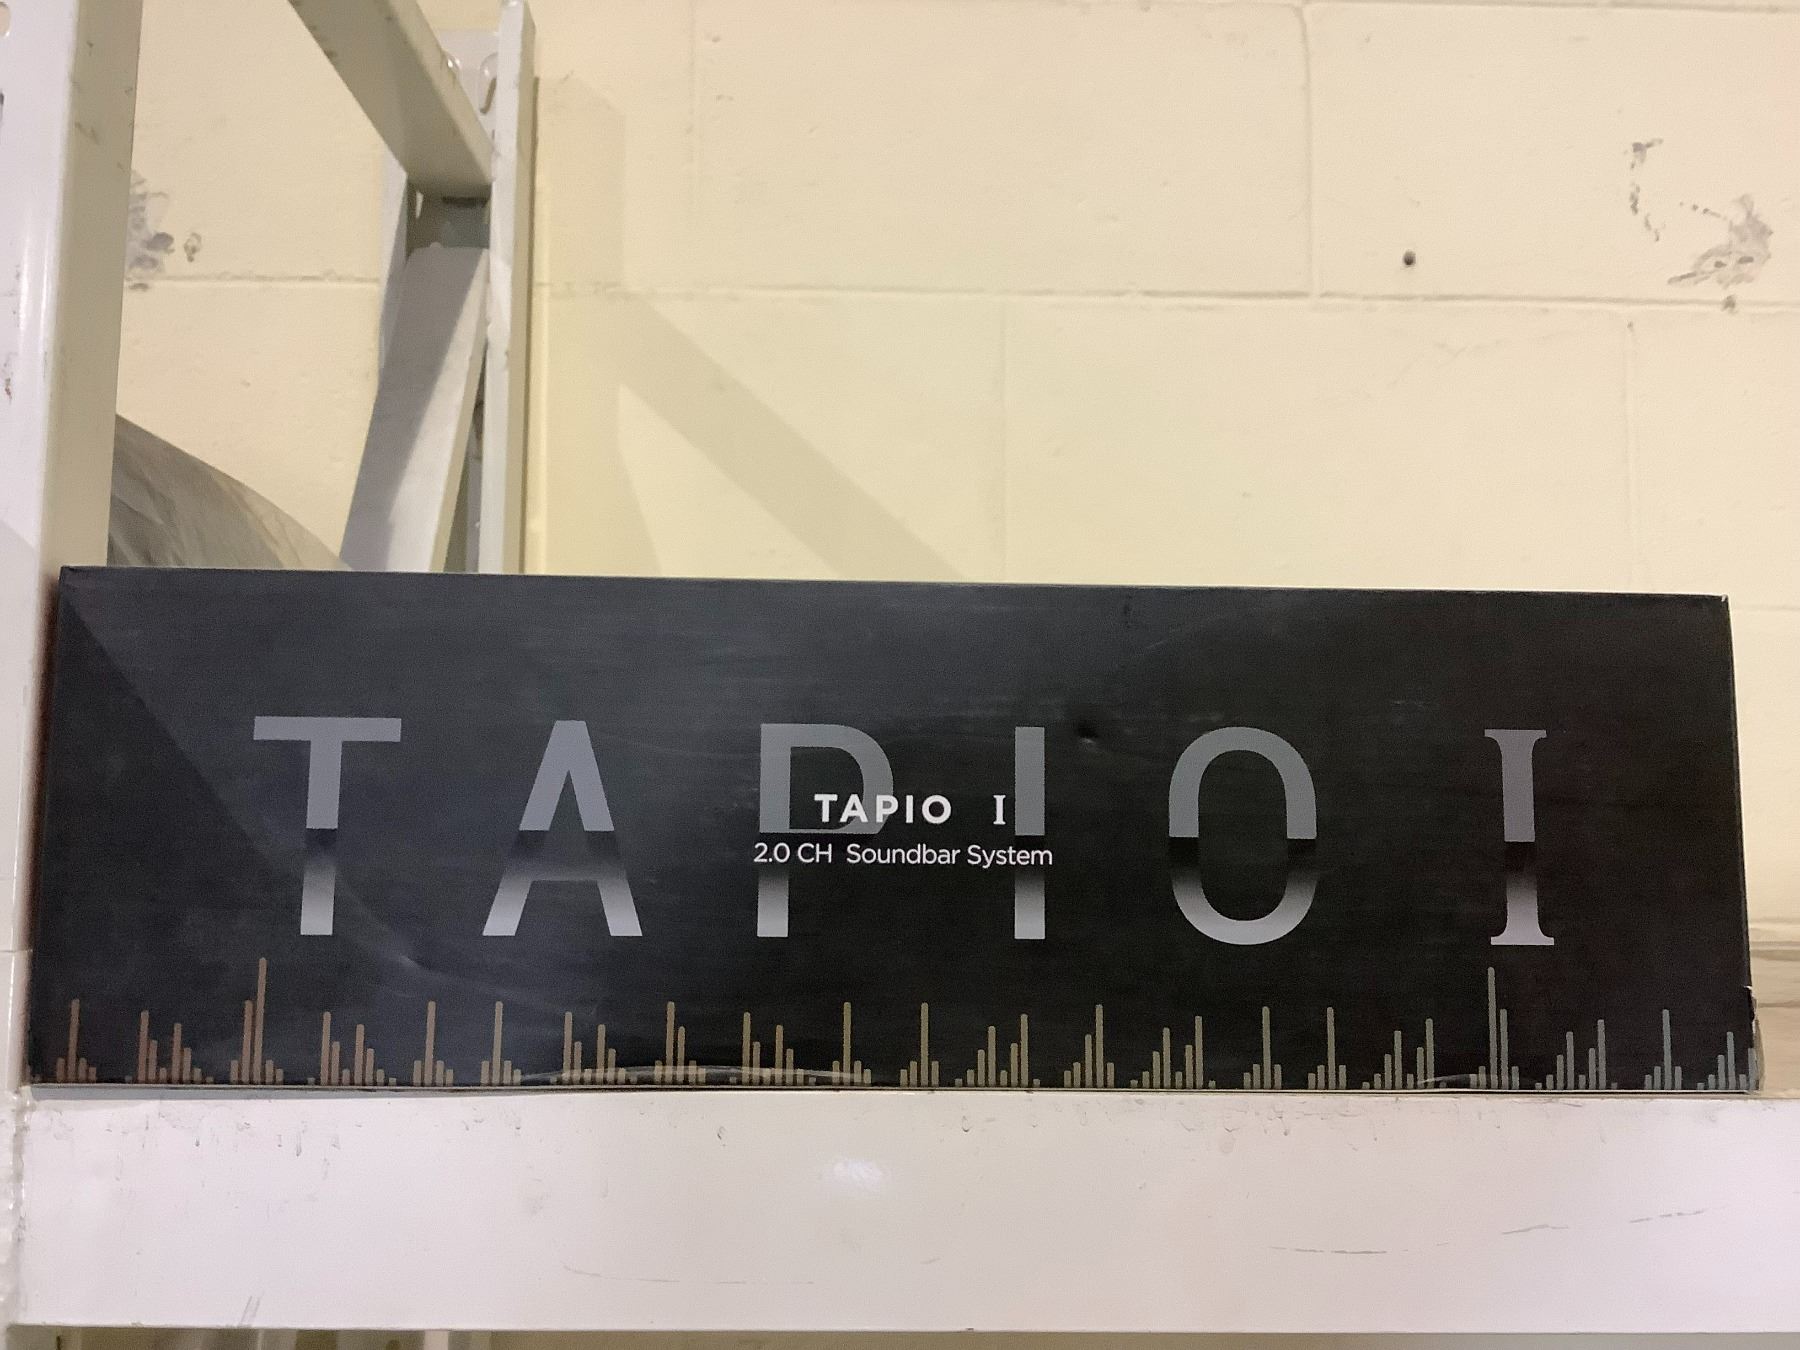 TAPIO I
TAPIO I
2.0 CH Soundbar System